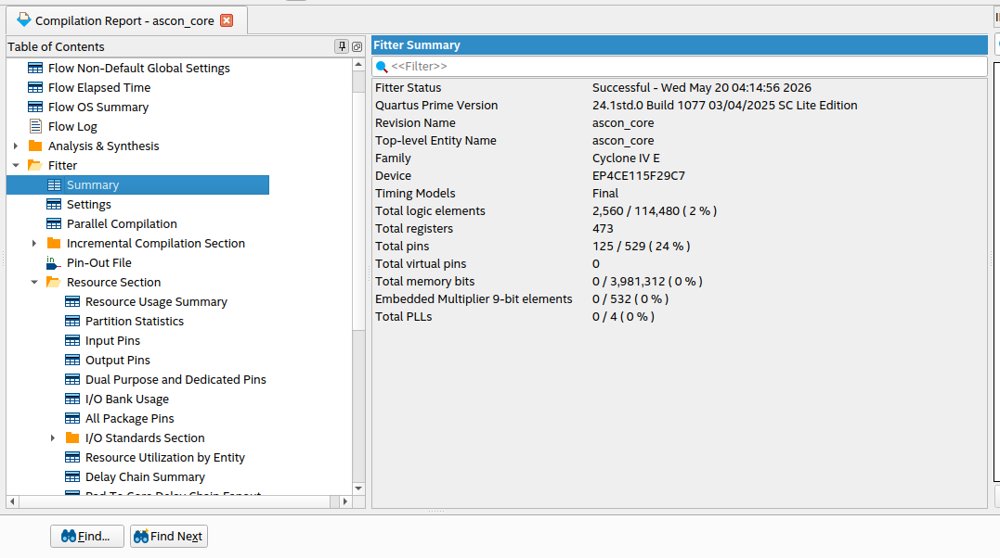 Compilation Report - ascon_core
Table of Contents
Flow Non-Default Global Settings
Flow Elapsed Time
Flow OS Summary
Flow Log
Analysis & Synthesis
Fitter
Summary
Settings
Parallel Compilation
Incremental Compilation Section
Pin-Out File
Resource Section
Resource Usage Summary
Partition Statistics
Input Pins
Output Pins
Dual Purpose and Dedicated Pins
I/O Bank Usage
All Package Pins
I/O Standards Section
Resource Utilization by Entity
Delay Chain Summary
Pad To Core Delay Chain Fanout
Fitter Summary
<<Filter>>
Fitter Status Successful - Wed May 20 04:14:56 2026
Quartus Prime Version 24.1std.0 Build 1077 03/04/2025 SC Lite Edition
Revision Name ascon_core
Top-level Entity Name ascon_core
Family Cyclone IV E
Device EP4CE115F29C7
Timing Models Final
Total logic elements 2,560 / 114,480 ( 2 % )
Total registers 473
Total pins 125 / 529 ( 24 % )
Total virtual pins 0
Total memory bits 0 / 3,981,312 ( 0 % )
Embedded Multiplier 9-bit elements 0 / 532 ( 0 % )
Total PLLs 0 / 4 ( 0 % )
Find... Find Next